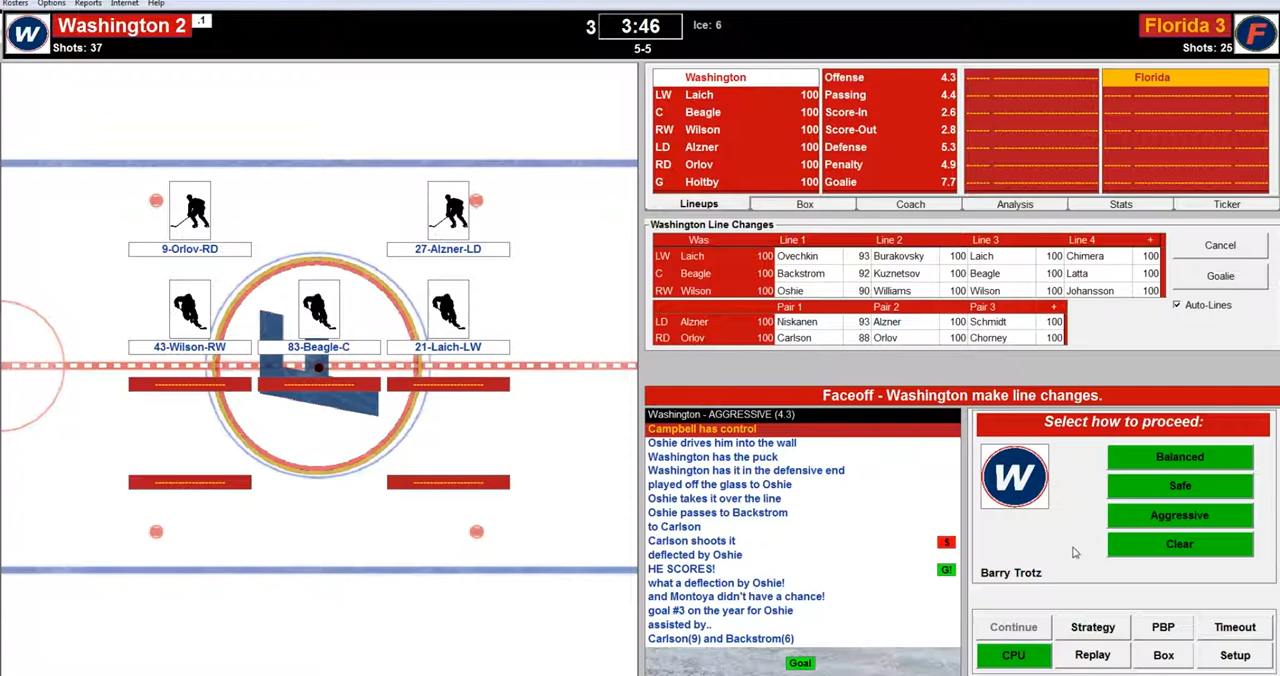 Rosters Options Reports Internet Help
W Washington 2 .1
Shots: 37
3 3:46 Ice: 6
5-5
Florida 3 F
Shots: 25
9-Orlov-RD 27-Alzner-LD
43-Wilson-RW 83-Beagle-C 21-Laich-LW
Washington Offense 4.3 Florida
LW Laich 100 Passing 4.4
C Beagle 100 Score-In 2.6
RW Wilson 100 Score-Out 2.8
LD Alzner 100 Defense 5.3
RD Orlov 100 Penalty 4.9
G Holtby 100 Goalie 7.7
Lineups Box Coach Analysis Stats Ticker
Washington Line Changes
Was Line 1 Line 2 Line 3 Line 4 +
LW Laich 100 Ovechkin 93 Burakovsky 100 Laich 100 Chimera 100
C Beagle 100 Backstrom 92 Kuznetsov 100 Beagle 100 Latta 100
RW Wilson 100 Oshie 90 Williams 100 Wilson 100 Johansson 100
Pair 1 Pair 2 Pair 3 +
LD Alzner 100 Niskanen 93 Alzner 100 Schmidt 100
RD Orlov 100 Carlson 88 Orlov 100 Chorney 100
Cancel
Goalie
Auto-Lines
Faceoff - Washington make line changes.
Washington - AGGRESSIVE (4.3)
Campbell has control
Oshie drives him into the wall
Washington has the puck
Washington has it in the defensive end
played off the glass to Oshie
Oshie takes it over the line
Oshie passes to Backstrom
to Carlson
Carlson shoots it S
deflected by Oshie
HE SCORES! G!
what a deflection by Oshie!
and Montoya didn't have a chance!
goal #3 on the year for Oshie
assisted by..
Carlson(9) and Backstrom(6)
Goal
Select how to proceed:
W
Balanced
Safe
Aggressive
Clear
Barry Trotz
Continue Strategy PBP Timeout
CPU Replay Box Setup